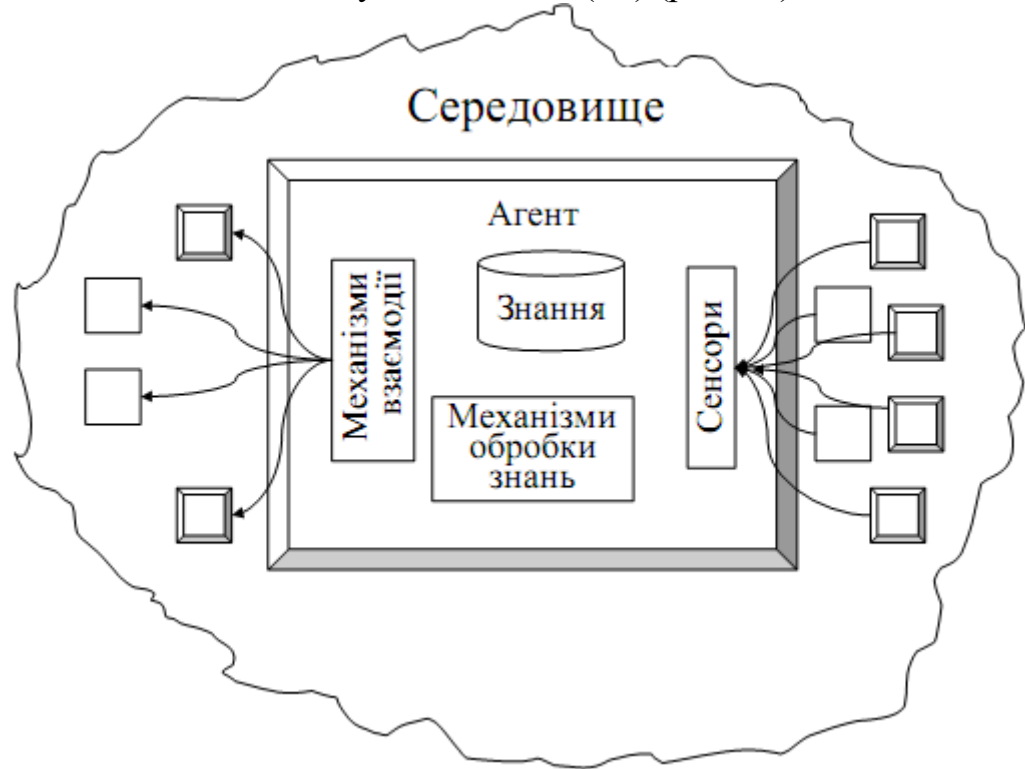 Середовище
Агент
Механізми
взаємодії
Знання
Сенсори
Механізми
обробки
знань